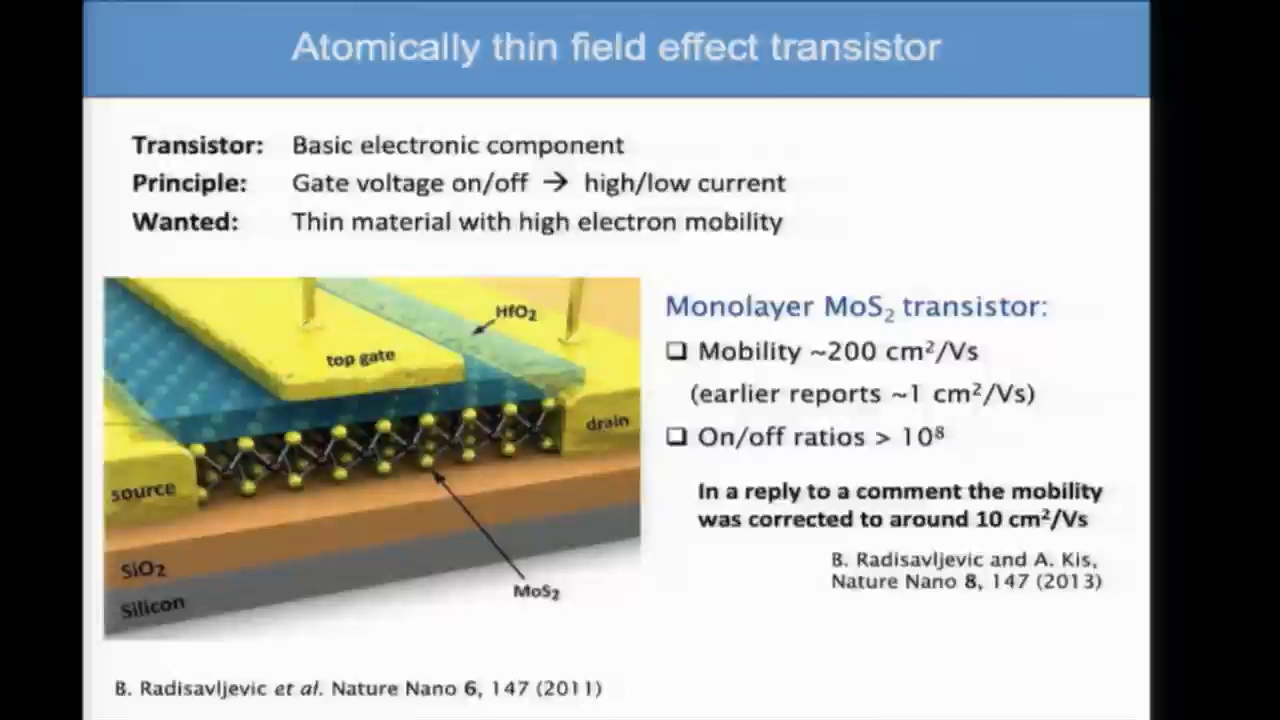 Atomically thin field effect transistor
Transistor: Basic electronic component
Principle: Gate voltage on/off → high/low current
Wanted: Thin material with high electron mobility
HfO₂
top gate
drain
source
SiO₂
Silicon
MoS₂
Monolayer MoS₂ transistor:
❑ Mobility ~200 cm²/Vs
(earlier reports ~1 cm²/Vs)
❑ On/off ratios > 10⁸
In a reply to a comment the mobility
was corrected to around 10 cm²/Vs
B. Radisavljevic and A. Kis,
Nature Nano 8, 147 (2013)
B. Radisavljevic et al. Nature Nano 6, 147 (2011)